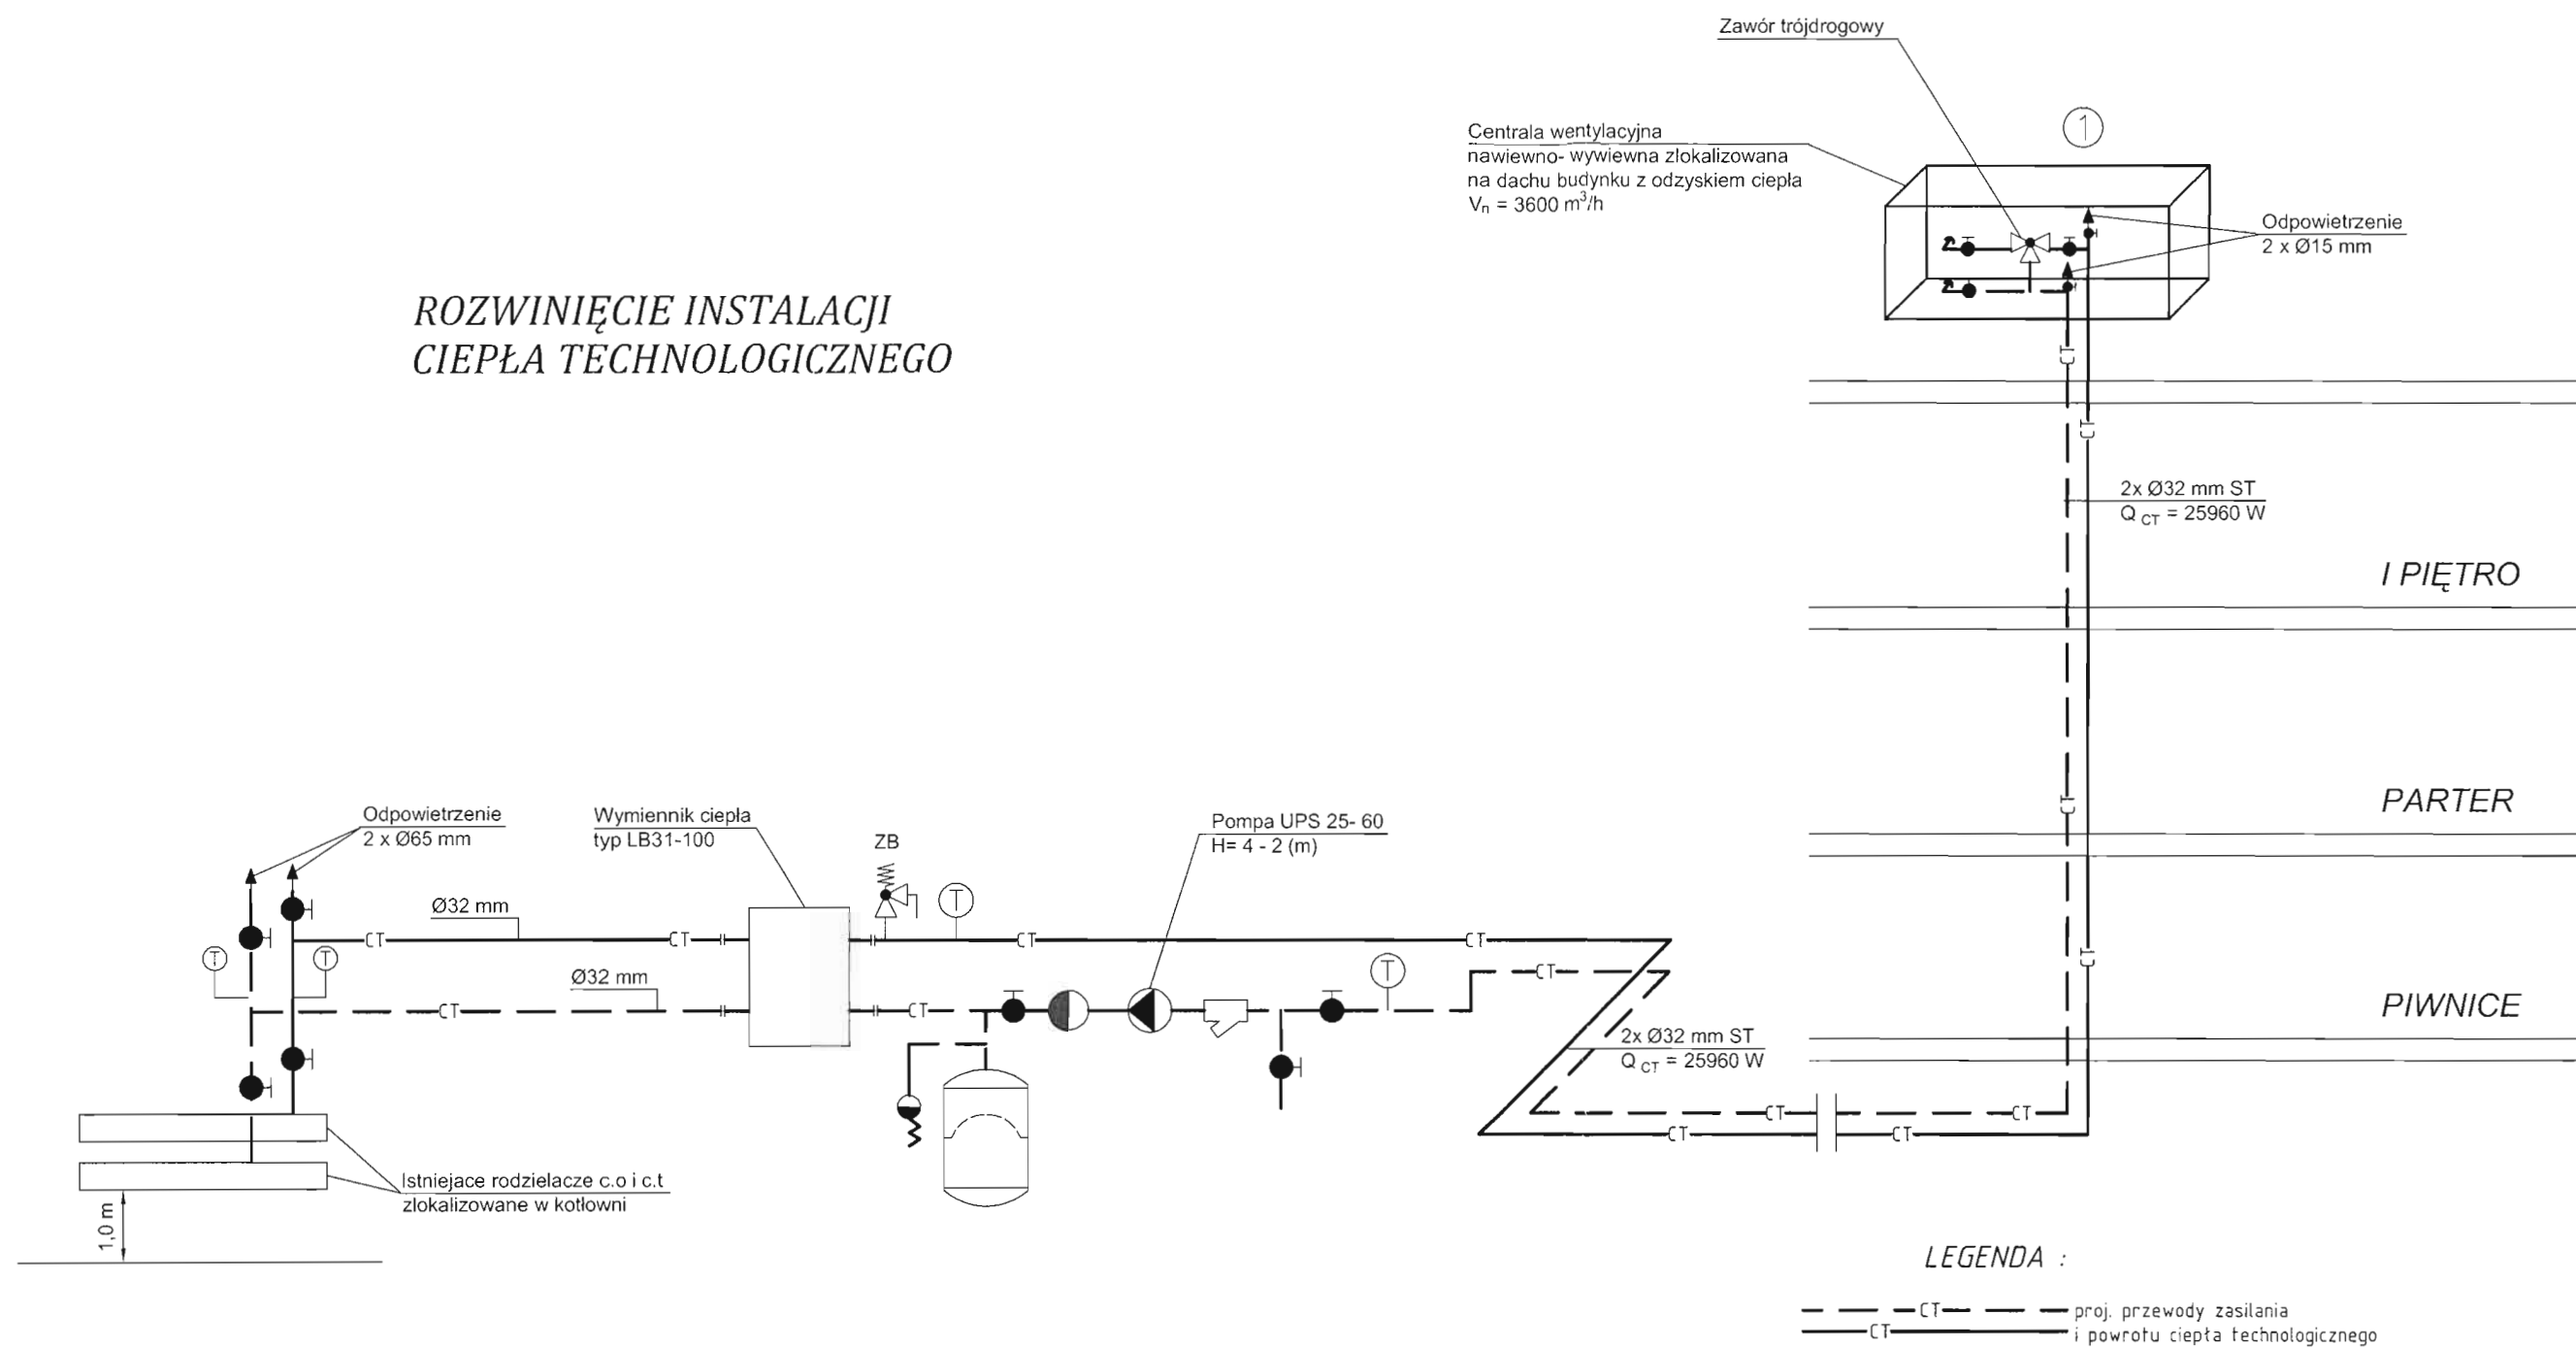 Zawór trójdrogowy
1
Centrala wentylacyjna
nawiewno- wywiewna zlokalizowana
na dachu budynku z odzyskiem ciepła
Vn = 3600 m³/h
Odpowietrzenie
2 x Ø15 mm
ROZWINIĘCIE INSTALACJI
CIEPŁA TECHNOLOGICZNEGO
CT
CT
2x Ø32 mm ST
Q CT = 25960 W
I PIĘTRO
PARTER
CT
Odpowietrzenie
2 x Ø65 mm
Wymiennik ciepła
typ LB31-100
ZB
Pompa UPS 25- 60
H= 4 - 2 (m)
Ø32 mm
T
CT
CT
CT
CT
CT
T
T
Ø32 mm
T
CT
CT
CT
PIWNICE
2x Ø32 mm ST
Q CT = 25960 W
CT
CT
CT
CT
Istniejace rodzielacze c.o i c.t
zlokalizowane w kotłowni
1,0 m
LEGENDA :
CT proj. przewody zasilania
CT i powrotu ciepła technologicznego